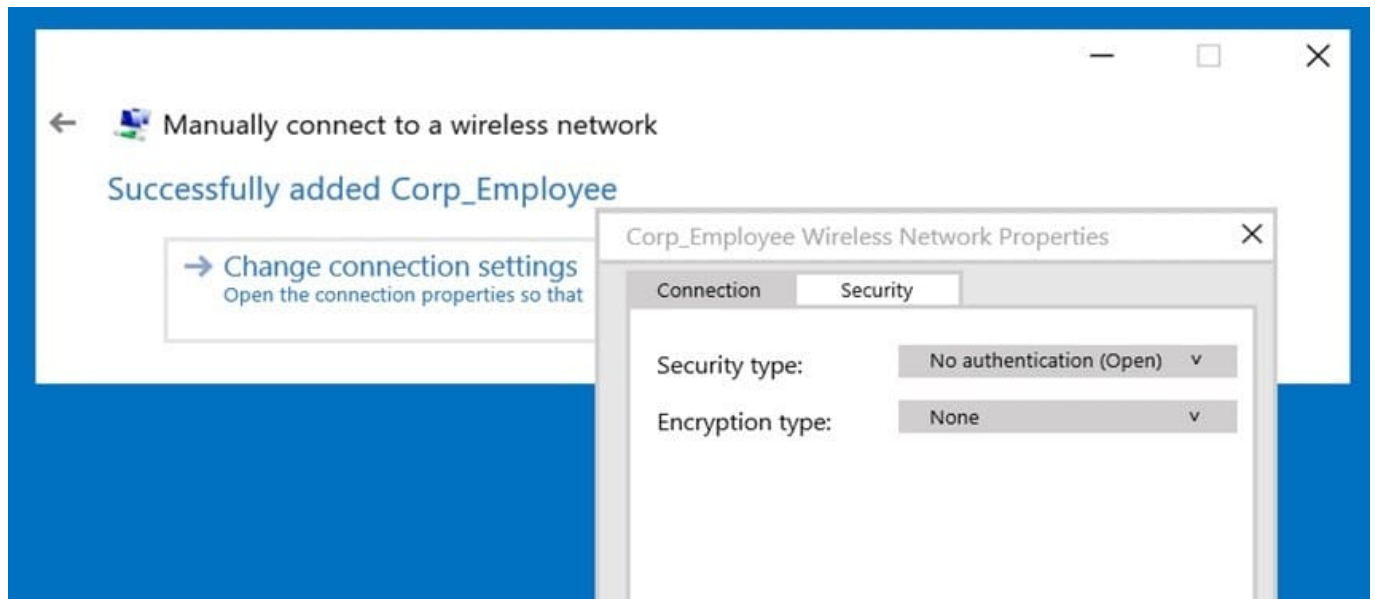 Manually connect to a wireless network
Successfully added Corp_Employee
Change connection settings
Open the connection properties so that
Corp_Employee Wireless Network Properties
Connection Security
Security type: No authentication (Open)
Encryption type: None